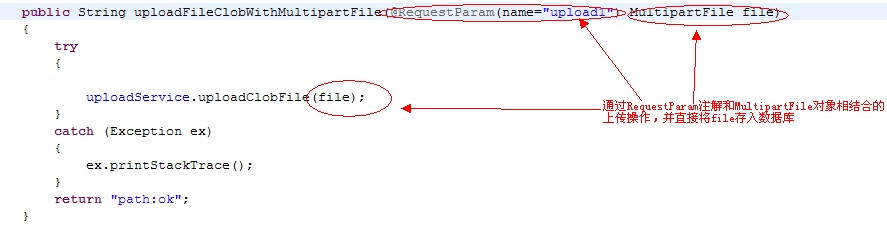 public String uploadFileClobWithMultipartFile(@RequestParam(name="upload1") MultipartFile file)
{
try
{
uploadService.uploadClobFile(file);
}
catch (Exception ex)
{
ex.printStackTrace();
}
return "path:ok";
}
通过RequestParam注解和MultipartFile对象相结合的
上传操作，并直接将file存入数据库